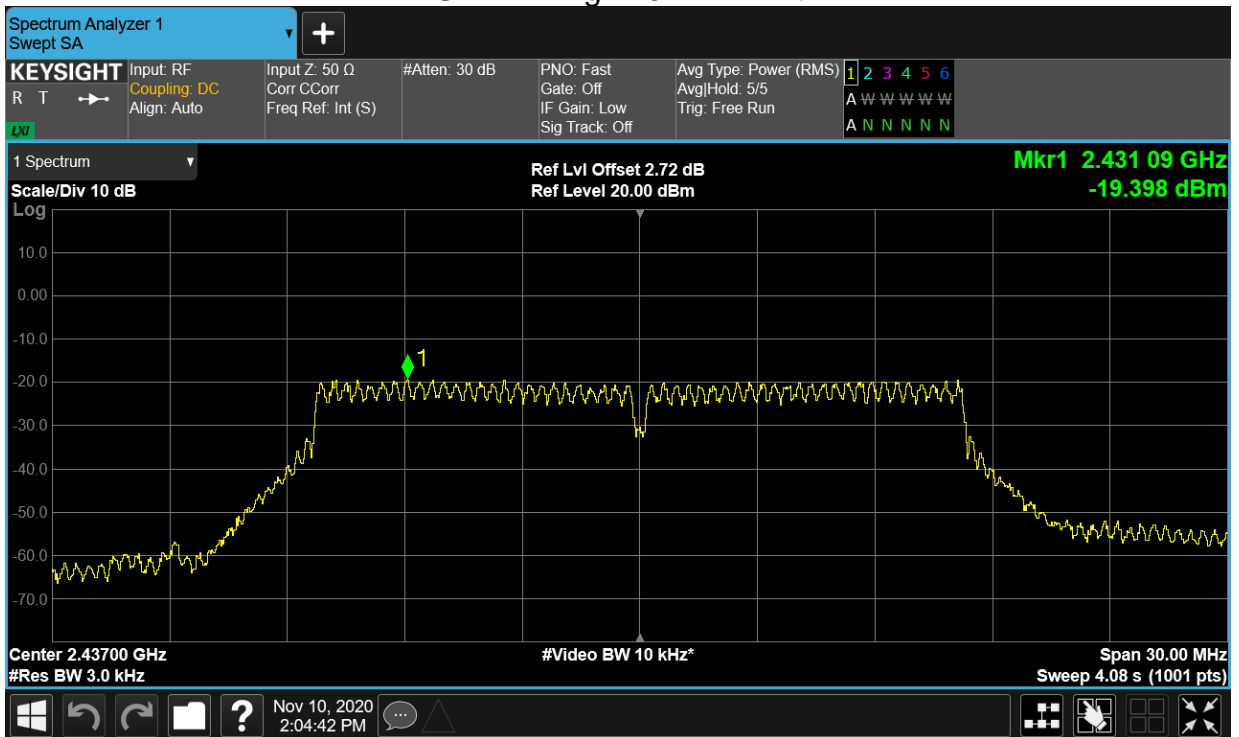 Spectrum Analyzer 1
Swept SA
+
KEYSIGHT Input: RF Input Z: 50 Ω #Atten: 30 dB PNO: Fast Avg Type: Power (RMS) 1 2 3 4 5 6
R T Coupling: DC Corr CCorr Gate: Off Avg|Hold: 5/5 A W W W W W
Align: Auto Freq Ref: Int (S) IF Gain: Low Trig: Free Run
LXI Sig Track: Off A N N N N N
1 Spectrum Ref Lvl Offset 2.72 dB Mkr1 2.431 09 GHz
Scale/Div 10 dB Ref Level 20.00 dBm -19.398 dBm
Log
10.0
0.00
-10.0
1
-20.0
-30.0
-40.0
-50.0
-60.0
-70.0
Center 2.43700 GHz #Video BW 10 kHz* Span 30.00 MHz
#Res BW 3.0 kHz Sweep 4.08 s (1001 pts)
? Nov 10, 2020
2:04:42 PM